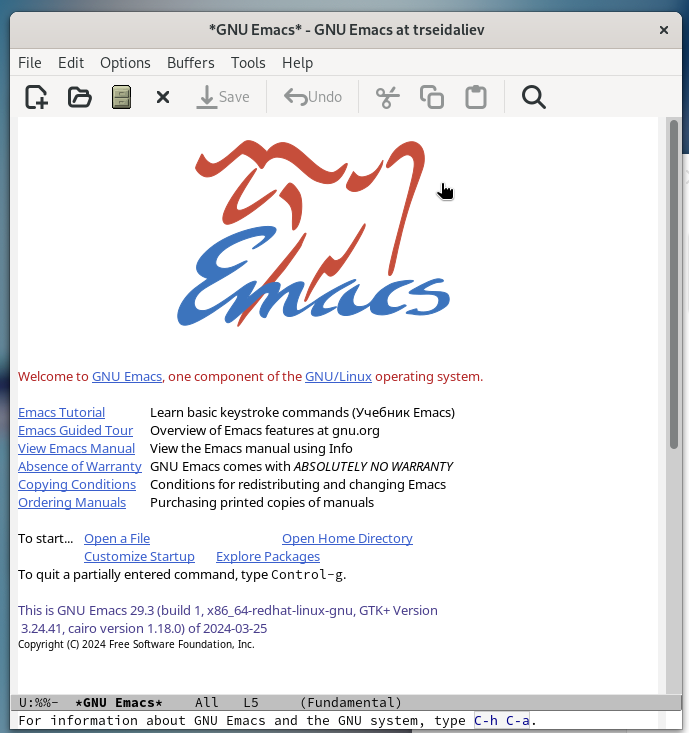 *GNU Emacs* - GNU Emacs at trseidaliev
File Edit Options Buffers Tools Help
Save Undo
Emacs
Welcome to GNU Emacs, one component of the GNU/Linux operating system.
Emacs Tutorial Learn basic keystroke commands (Учебник Emacs)
Emacs Guided Tour Overview of Emacs features at gnu.org
View Emacs Manual View the Emacs manual using Info
Absence of Warranty GNU Emacs comes with ABSOLUTELY NO WARRANTY
Copying Conditions Conditions for redistributing and changing Emacs
Ordering Manuals Purchasing printed copies of manuals
To start... Open a File Open Home Directory
Customize Startup Explore Packages
To quit a partially entered command, type Control-g.
This is GNU Emacs 29.3 (build 1, x86_64-redhat-linux-gnu, GTK+ Version
3.24.41, cairo version 1.18.0) of 2024-03-25
Copyright (C) 2024 Free Software Foundation, Inc.
U:%%- *GNU Emacs* All L5 (Fundamental)
For information about GNU Emacs and the GNU system, type C-h C-a.